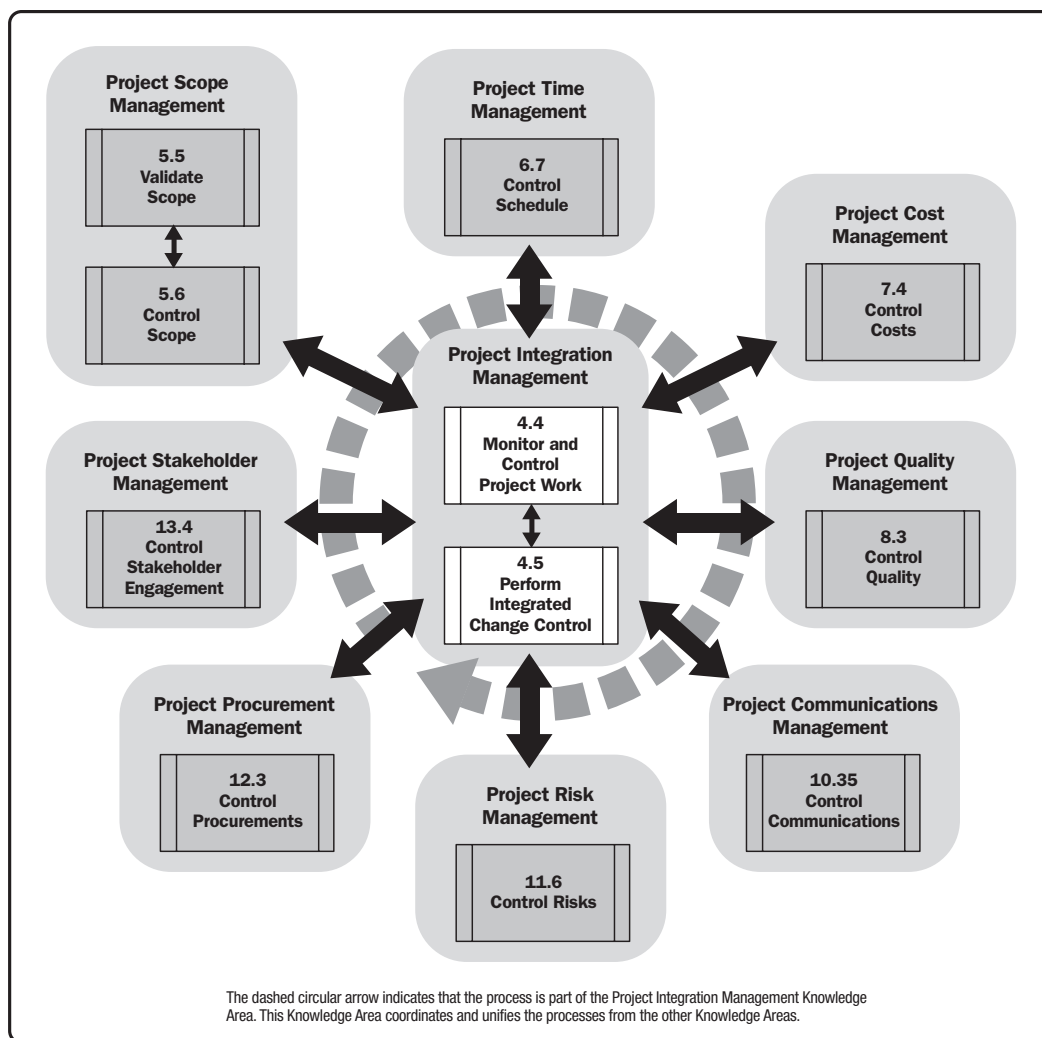 Project Scope
Management
5.5
Validate
Scope
5.6
Control
Scope
Project Time
Management
6.7
Control
Schedule
Project Cost
Management
7.4
Control
Costs
Project Integration
Management
4.4
Monitor and
Control
Project Work
4.5
Perform
Integrated
Change Control
Project Stakeholder
Management
13.4
Control
Stakeholder
Engagement
Project Quality
Management
8.3
Control
Quality
Project Procurement
Management
12.3
Control
Procurements
Project Risk
Management
11.6
Control Risks
Project Communications
Management
10.35
Control
Communications
The dashed circular arrow indicates that the process is part of the Project Integration Management Knowledge
Area. This Knowledge Area coordinates and unifies the processes from the other Knowledge Areas.